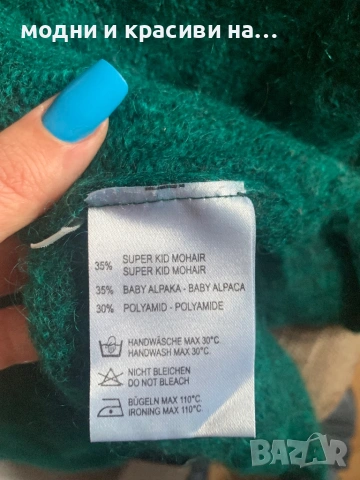 модни и красиви на...
35% SUPER KID MOHAIR
SUPER KID MOHAIR
35% BABY ALPAKA - BABY ALPACA
30% POLYAMID - POLYAMIDE
HANDWÄSCHE MAX 30°C.
HANDWASH MAX 30°C.
NICHT BLEICHEN
DO NOT BLEACH
BÜGELN MAX 110°C.
IRONING MAX 110°C.
BAZAR